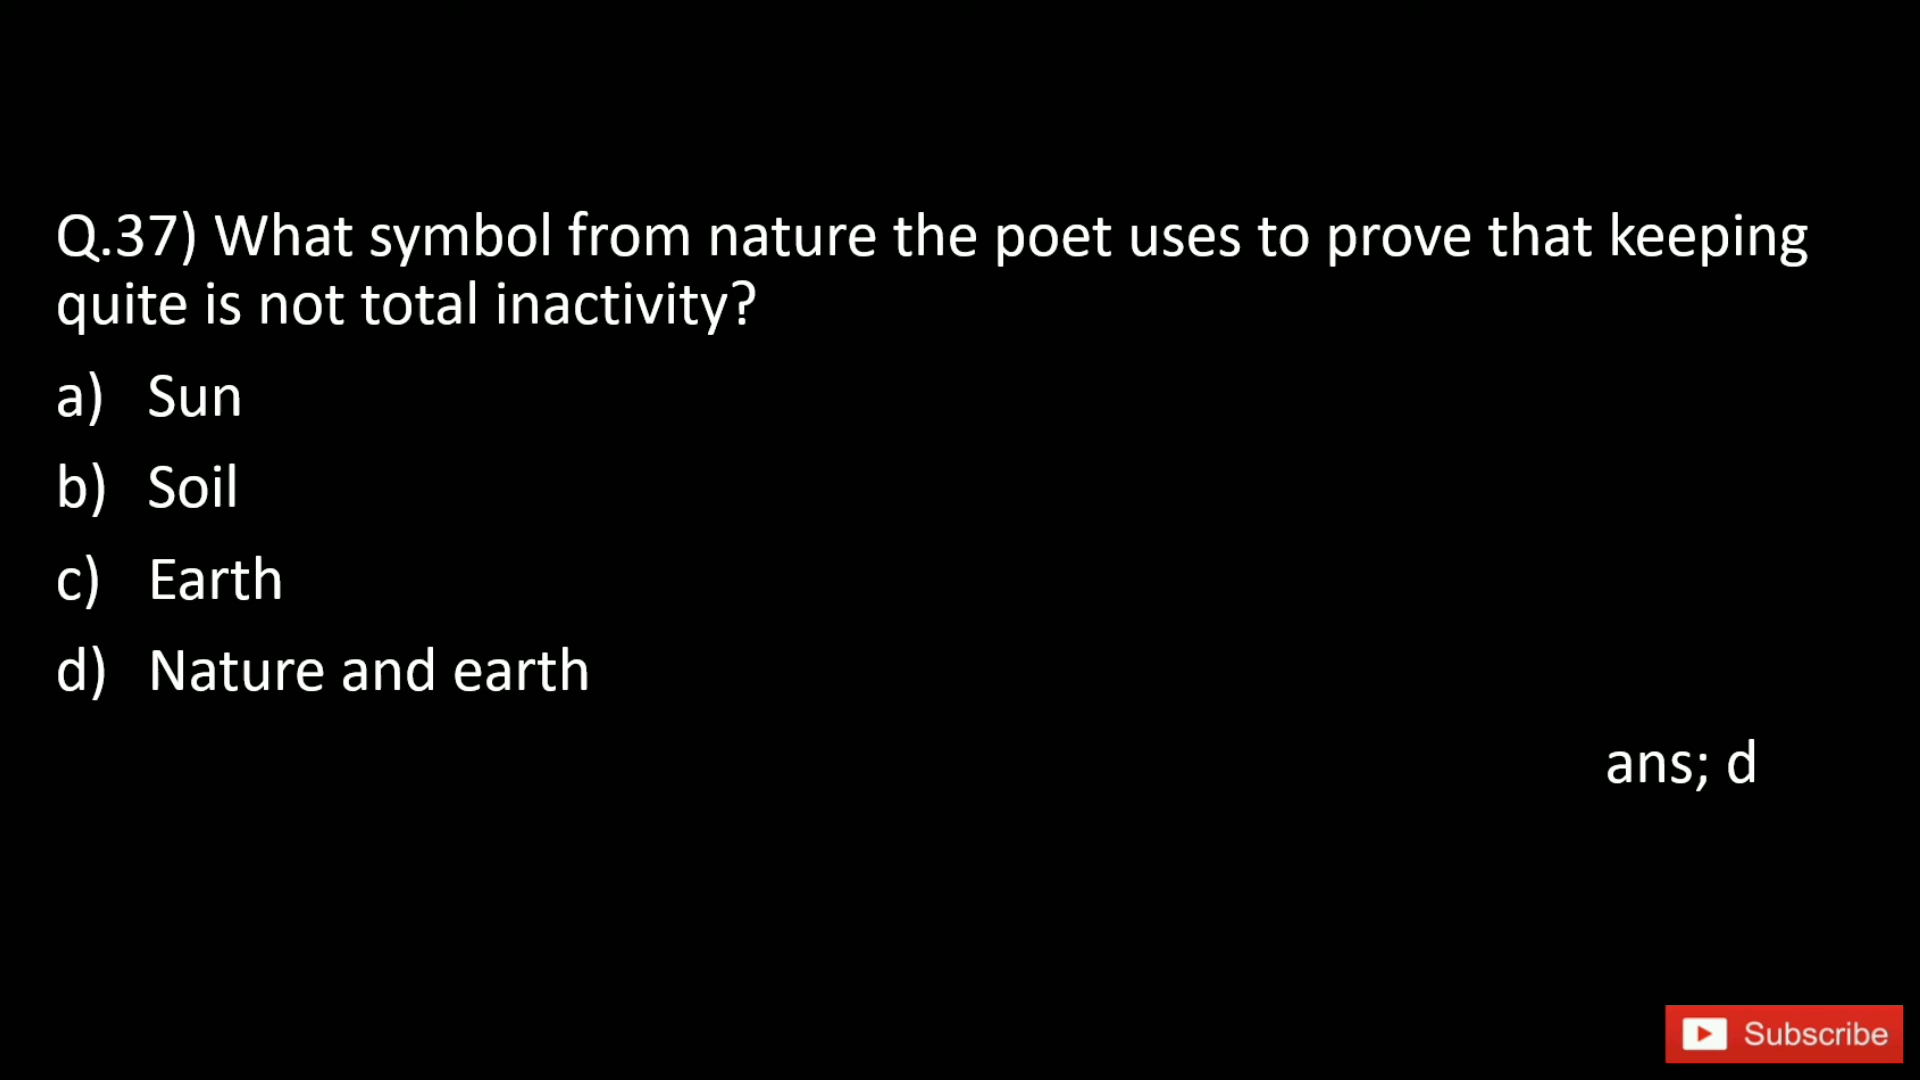 Q.37) What symbol from nature the poet uses to prove that keeping
quite is not total inactivity?
a) Sun
b) Soil
c) Earth
d) Nature and earth
ans; d
Subscribe